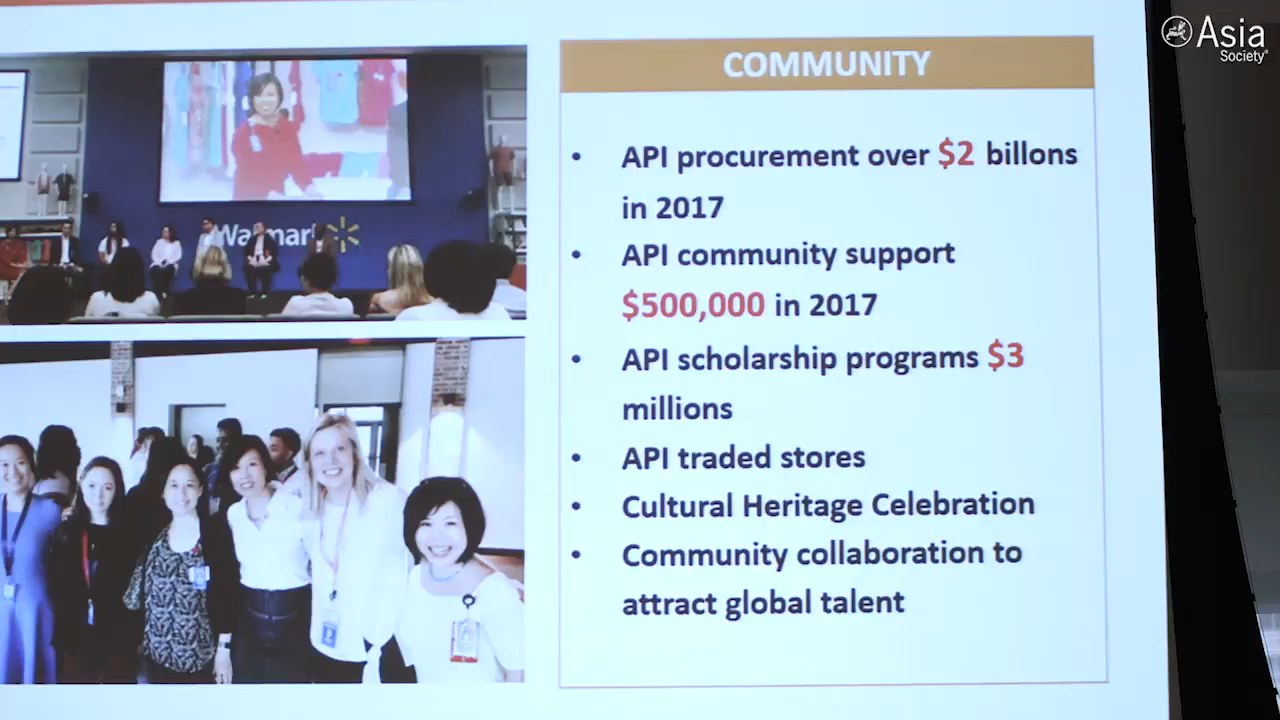 Asia
Society
COMMUNITY
• API procurement over $2 billons
in 2017
• API community support
$500,000 in 2017
• API scholarship programs $3
millions
• API traded stores
• Cultural Heritage Celebration
• Community collaboration to
attract global talent
Walmart